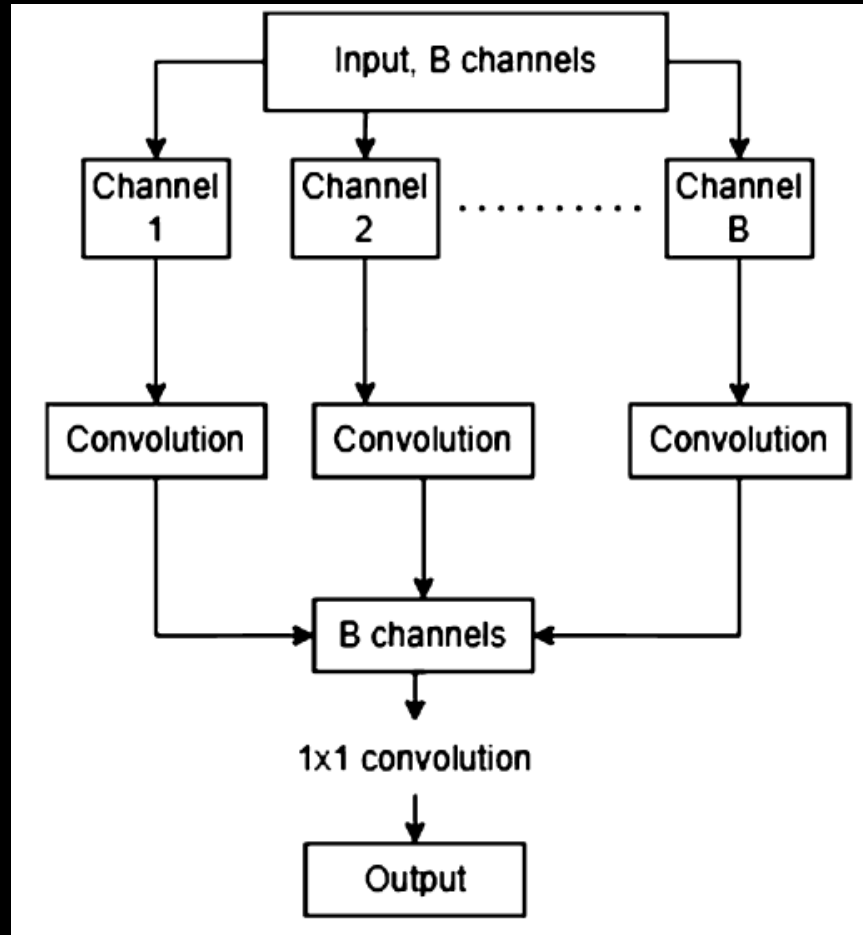 Input, B channels
Channel
1
Channel
2
..........
Channel
B
Convolution
Convolution
Convolution
B channels
1x1 convolution
Output